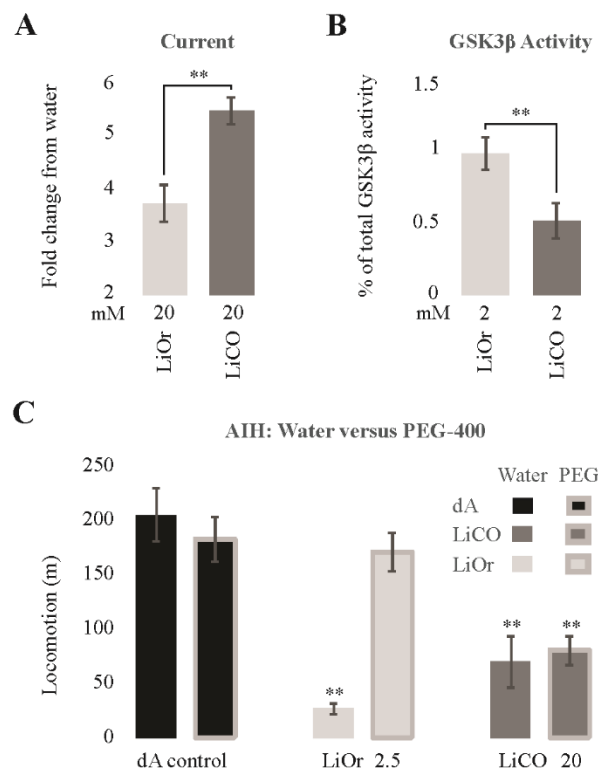 A
Current
Fold change from water
6
5
4
3
2
**
mM
20
20
LiOr
LiCO
B
GSK3β Activity
% of total GSK3β activity
1.5
1
0.5
0
**
mM
2
2
LiOr
LiCO
C
AIH: Water versus PEG-400
Locomotion (m)
250
200
150
100
50
0
Water PEG
dA
LiCO
LiOr
**
**
**
dA control
LiOr 2.5
LiCO 20